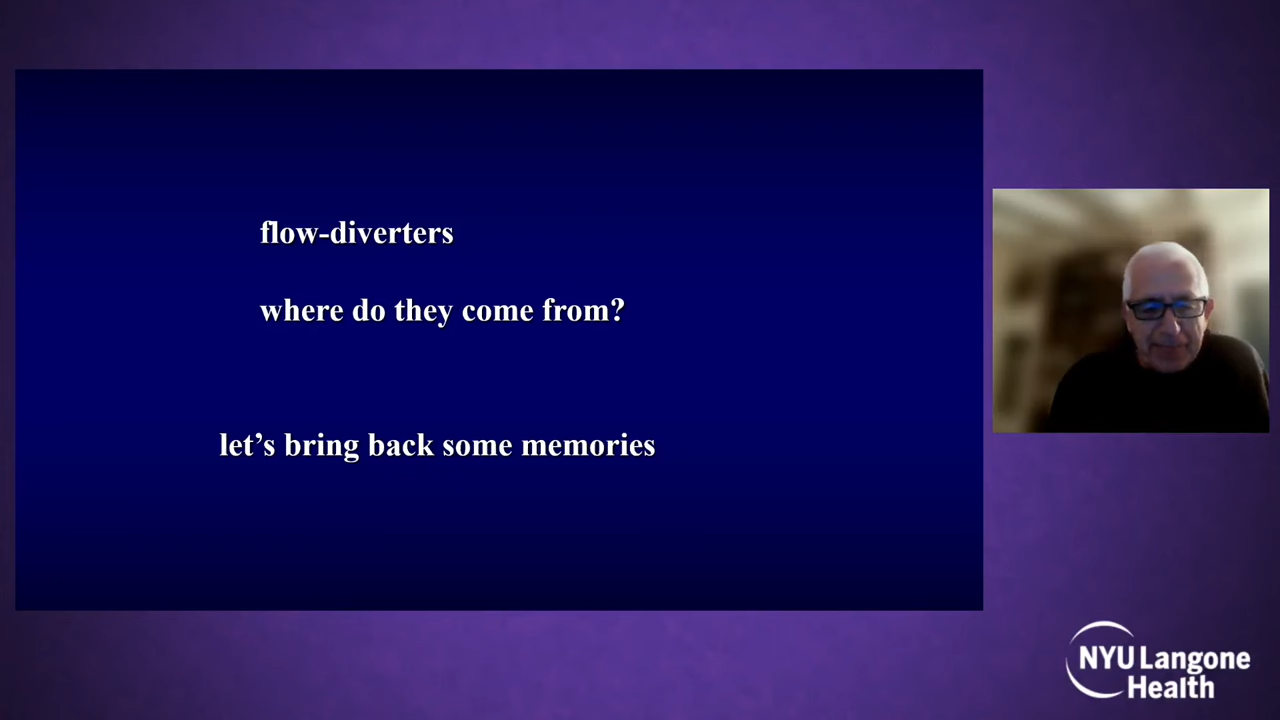 flow-diverters
where do they come from?
let’s bring back some memories
NYU Langone
Health